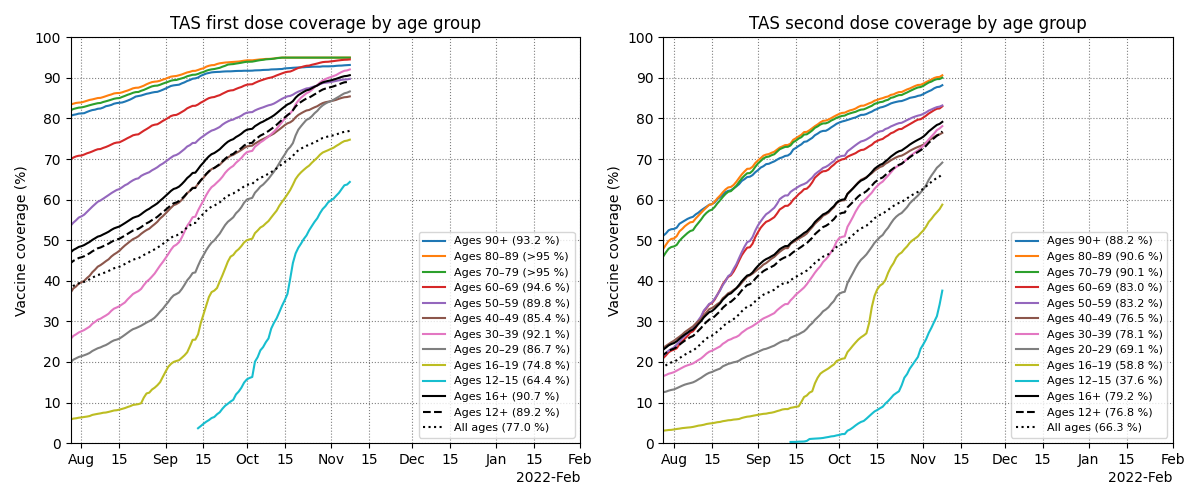 TAS first dose coverage by age group
Vaccine coverage (%)
100
90
80
70
60
50
40
30
20
10
0
Aug 15 Sep 15 Oct 15 Nov 15 Dec 15 Jan 15 Feb
2022-Feb
Ages 90+ (93.2 %)
Ages 80–89 (>95 %)
Ages 70–79 (>95 %)
Ages 60–69 (94.6 %)
Ages 50–59 (89.8 %)
Ages 40–49 (85.4 %)
Ages 30–39 (92.1 %)
Ages 20–29 (86.7 %)
Ages 16–19 (74.8 %)
Ages 12–15 (64.4 %)
Ages 16+ (90.7 %)
Ages 12+ (89.2 %)
All ages (77.0 %)
TAS second dose coverage by age group
Vaccine coverage (%)
100
90
80
70
60
50
40
30
20
10
0
Aug 15 Sep 15 Oct 15 Nov 15 Dec 15 Jan 15 Feb
2022-Feb
Ages 90+ (88.2 %)
Ages 80–89 (90.6 %)
Ages 70–79 (90.1 %)
Ages 60–69 (83.0 %)
Ages 50–59 (83.2 %)
Ages 40–49 (76.5 %)
Ages 30–39 (78.1 %)
Ages 20–29 (69.1 %)
Ages 16–19 (58.8 %)
Ages 12–15 (37.6 %)
Ages 16+ (79.2 %)
Ages 12+ (76.8 %)
All ages (66.3 %)